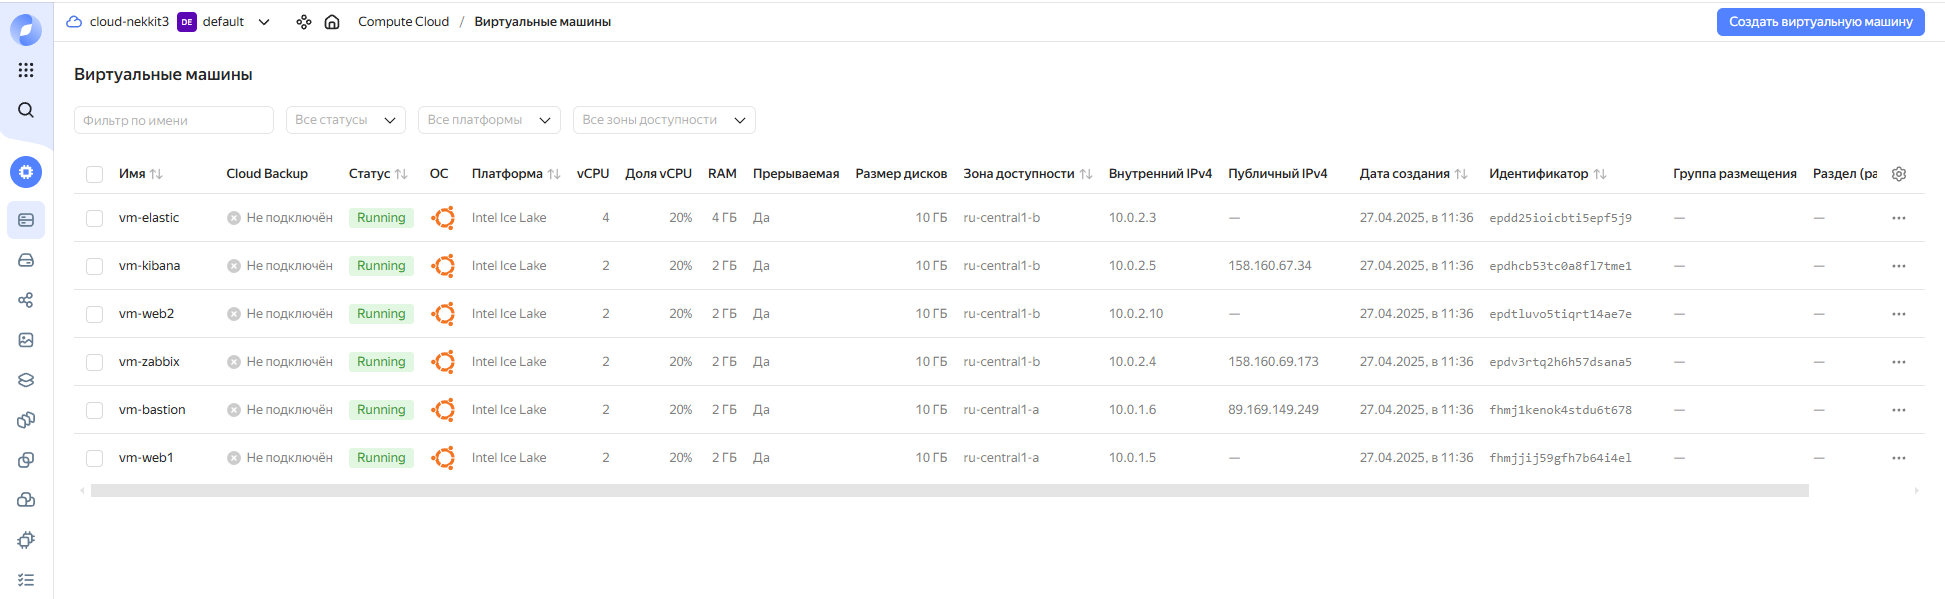 cloud-nekkit3 DE default Compute Cloud / Виртуальные машины Создать виртуальную машину
Виртуальные машины
Фильтр по имени Все статусы Все платформы Все зоны доступности
Имя Cloud Backup Статус ОС Платформа vCPU Доля vCPU RAM Прерываемая Размер дисков Зона доступности Внутренний IPv4 Публичный IPv4 Дата создания Идентификатор Группа размещения Раздел (ра
vm-elastic Не подключён Running Intel Ice Lake 4 20% 4 ГБ Да 10 ГБ ru-central1-b 10.0.2.3 — 27.04.2025, в 11:36 epdd25ioicbti5epf5j9 — —
vm-kibana Не подключён Running Intel Ice Lake 2 20% 2 ГБ Да 10 ГБ ru-central1-b 10.0.2.5 158.160.67.34 27.04.2025, в 11:36 epdhcb53tc0a8fl7tme1 — —
vm-web2 Не подключён Running Intel Ice Lake 2 20% 2 ГБ Да 10 ГБ ru-central1-b 10.0.2.10 — 27.04.2025, в 11:36 epdtluvo5tiqrt14ae7e — —
vm-zabbix Не подключён Running Intel Ice Lake 2 20% 2 ГБ Да 10 ГБ ru-central1-b 10.0.2.4 158.160.69.173 27.04.2025, в 11:36 epdv3rtq2h6h57dsana5 — —
vm-bastion Не подключён Running Intel Ice Lake 2 20% 2 ГБ Да 10 ГБ ru-central1-a 10.0.1.6 89.169.149.249 27.04.2025, в 11:36 fhmj1kenok4stdu6t678 — —
vm-web1 Не подключён Running Intel Ice Lake 2 20% 2 ГБ Да 10 ГБ ru-central1-a 10.0.1.5 — 27.04.2025, в 11:36 fhmjjij59gfh7b64i4el — —